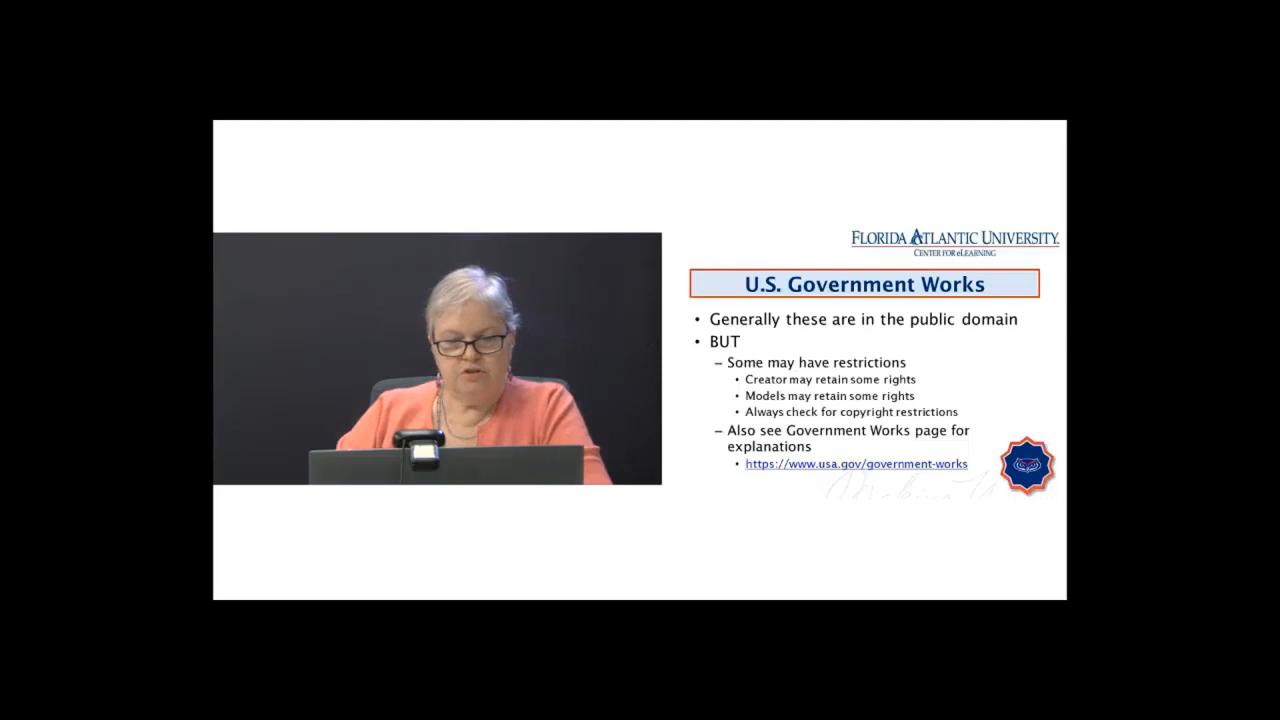 FLORIDA ATLANTIC UNIVERSITY.
CENTER FOR eLEARNING
U.S. Government Works
• Generally these are in the public domain
• BUT
– Some may have restrictions
• Creator may retain some rights
• Models may retain some rights
• Always check for copyright restrictions
– Also see Government Works page for
explanations
• https://www.usa.gov/government-works